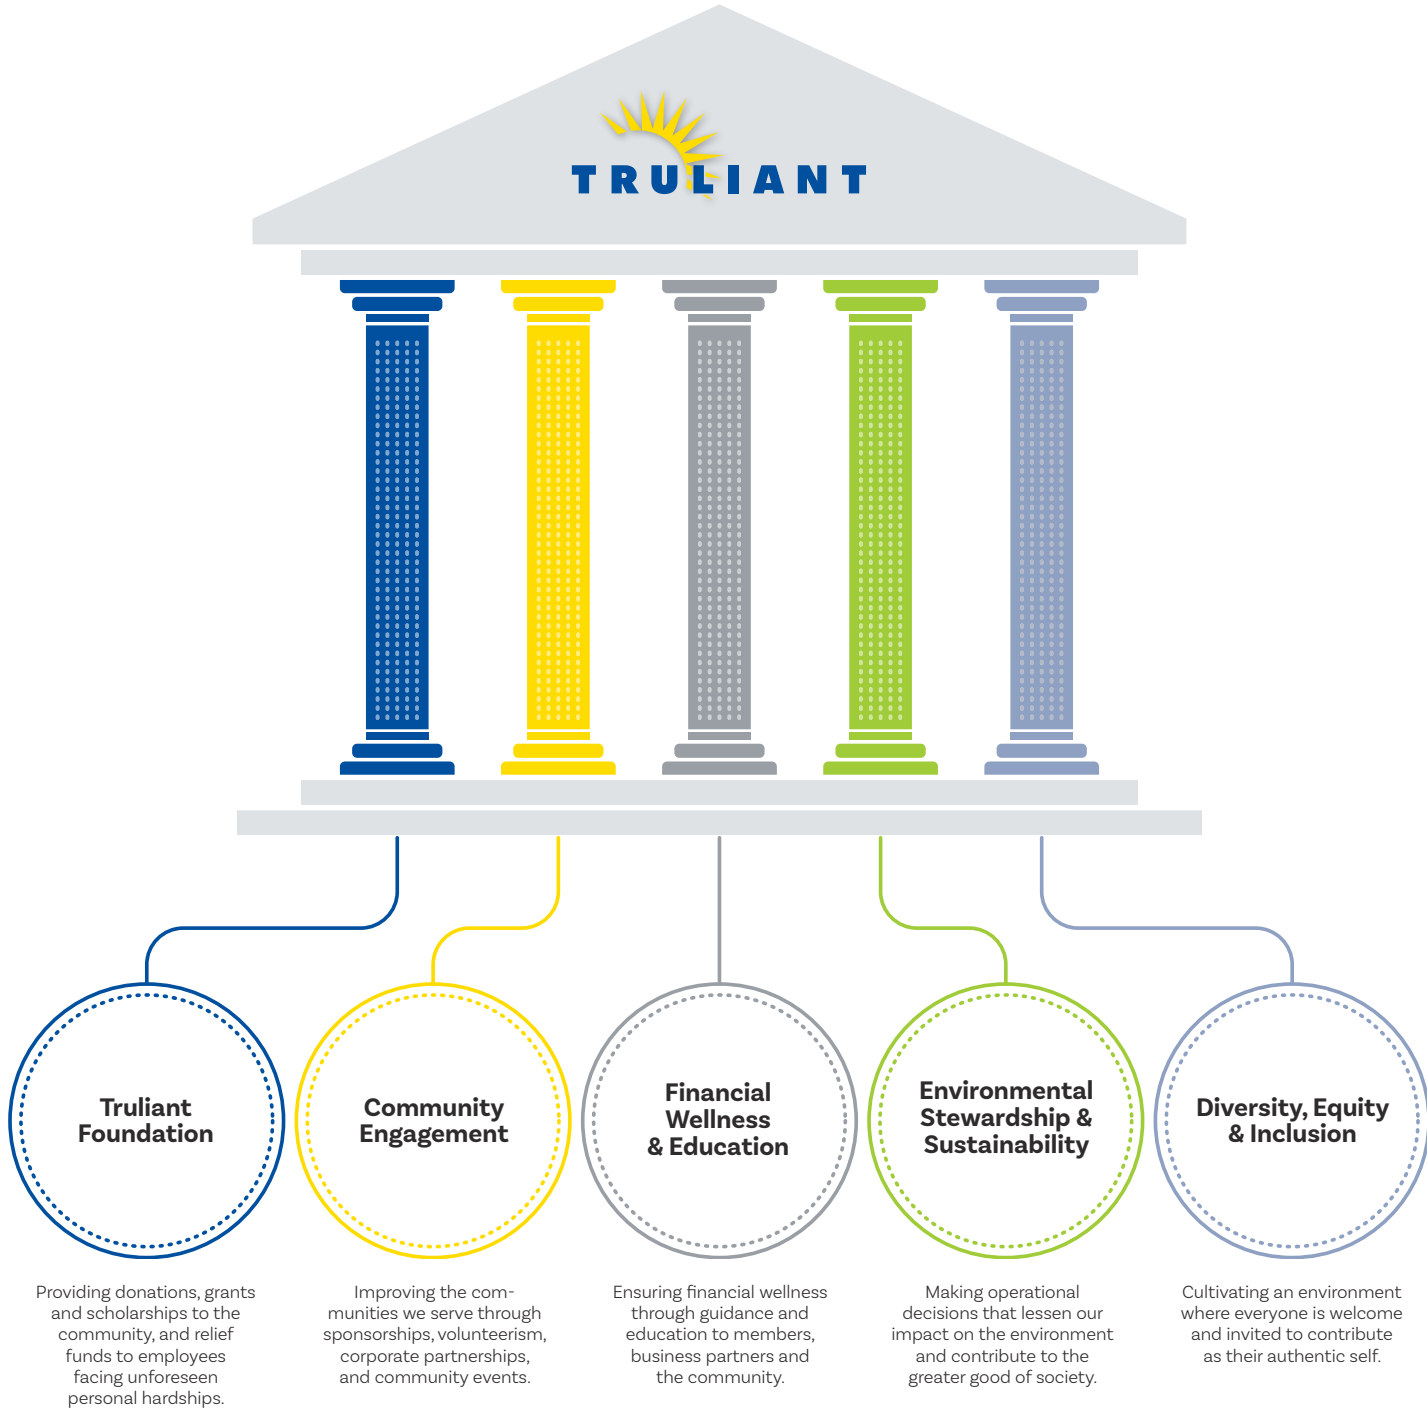 TRULIANT
Truliant
Foundation
Community
Engagement
Financial
Wellness
& Education
Environmental
Stewardship &
Sustainability
Diversity, Equity
& Inclusion
Providing donations, grants
and scholarships to the
community, and relief
funds to employees
facing unforeseen
personal hardships.
Improving the com-
munities we serve through
sponsorships, volunteerism,
corporate partnerships,
and community events.
Ensuring financial wellness
through guidance and
education to members,
business partners and
the community.
Making operational
decisions that lessen our
impact on the environment
and contribute to the
greater good of society.
Cultivating an environment
where everyone is welcome
and invited to contribute
as their authentic self.